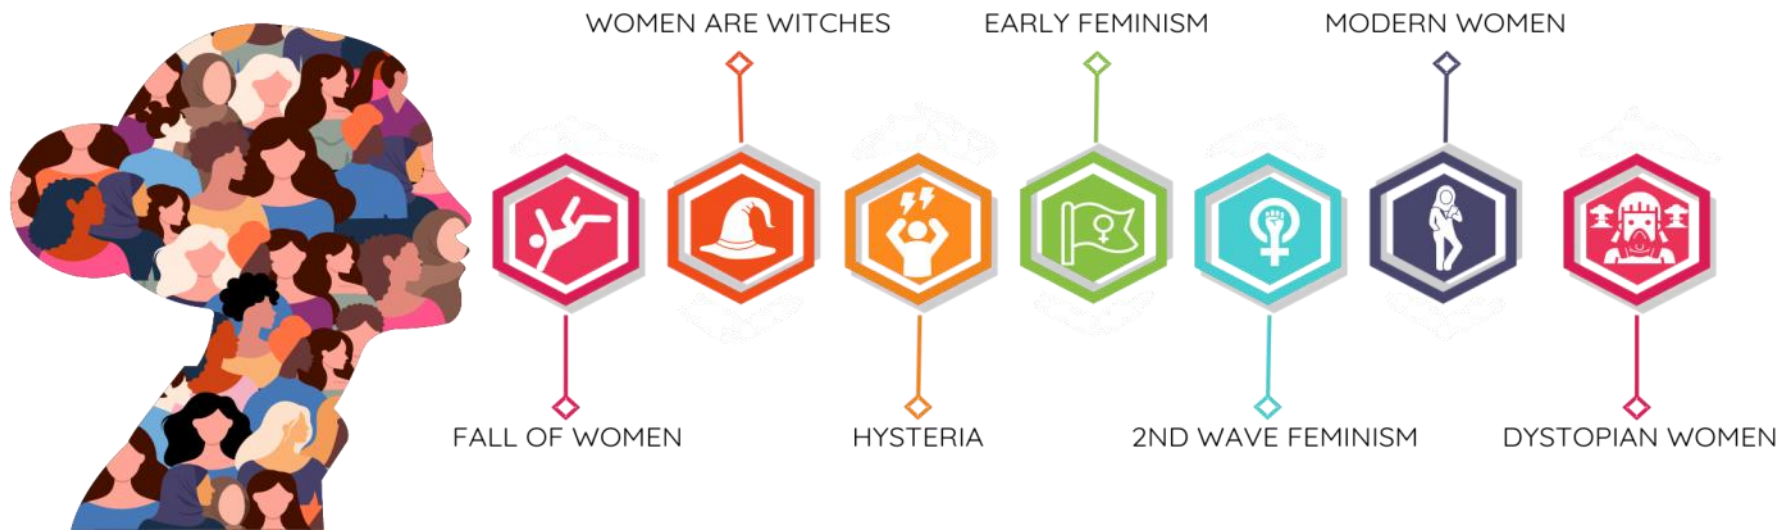 WOMEN ARE WITCHES
EARLY FEMINISM
MODERN WOMEN
FALL OF WOMEN
HYSTERIA
2ND WAVE FEMINISM
DYSTOPIAN WOMEN